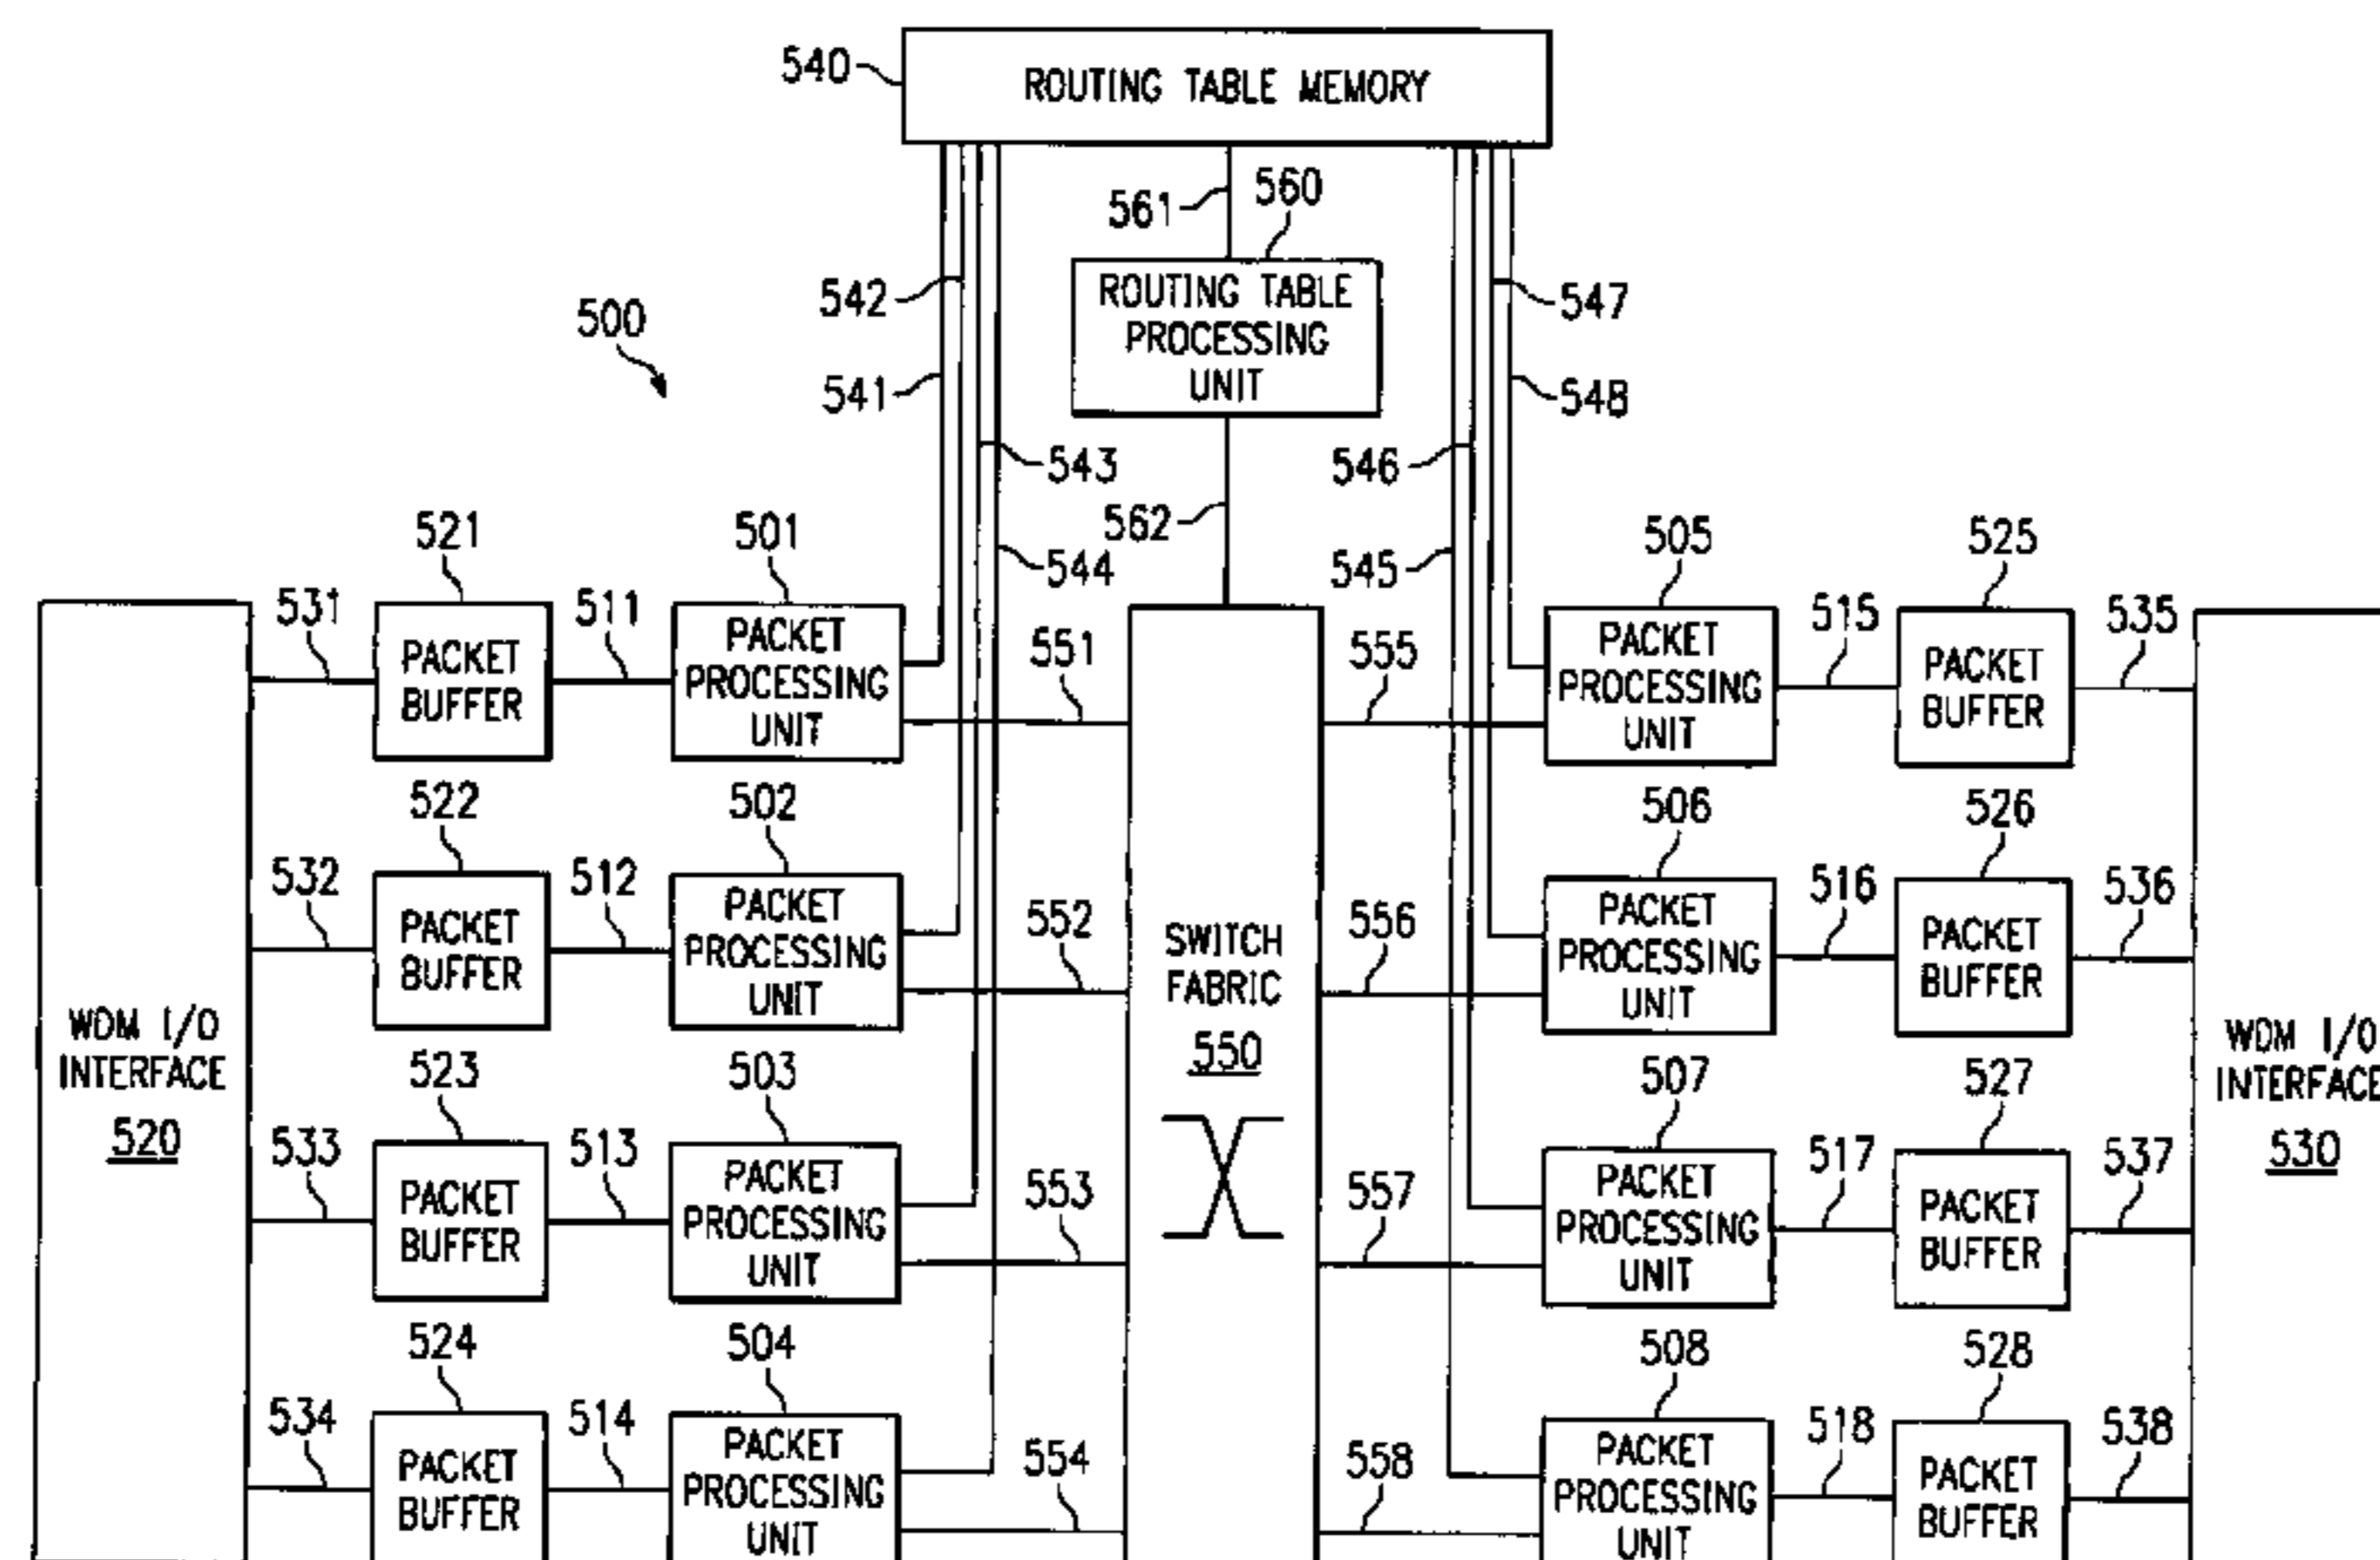 540
ROUTING TABLE MEMORY
561
560
542
ROUTING TABLE
PROCESSING
UNIT
547
500
541
548
543
546
562
544
545
521
501
505
525
531
511
551
555
515
535
PACKET
BUFFER
PACKET
PROCESSING
UNIT
PACKET
PROCESSING
UNIT
PACKET
BUFFER
522
502
506
526
532
512
552
556
516
536
PACKET
BUFFER
PACKET
PROCESSING
UNIT
SWITCH
FABRIC
550
PACKET
PROCESSING
UNIT
PACKET
BUFFER
WDM I/O
INTERFACE
520
WDM I/O
INTERFACE
530
523
503
507
527
533
513
553
557
517
537
PACKET
BUFFER
PACKET
PROCESSING
UNIT
PACKET
PROCESSING
UNIT
PACKET
BUFFER
524
504
508
528
534
514
554
558
518
538
PACKET
BUFFER
PACKET
PROCESSING
UNIT
PACKET
PROCESSING
UNIT
PACKET
BUFFER